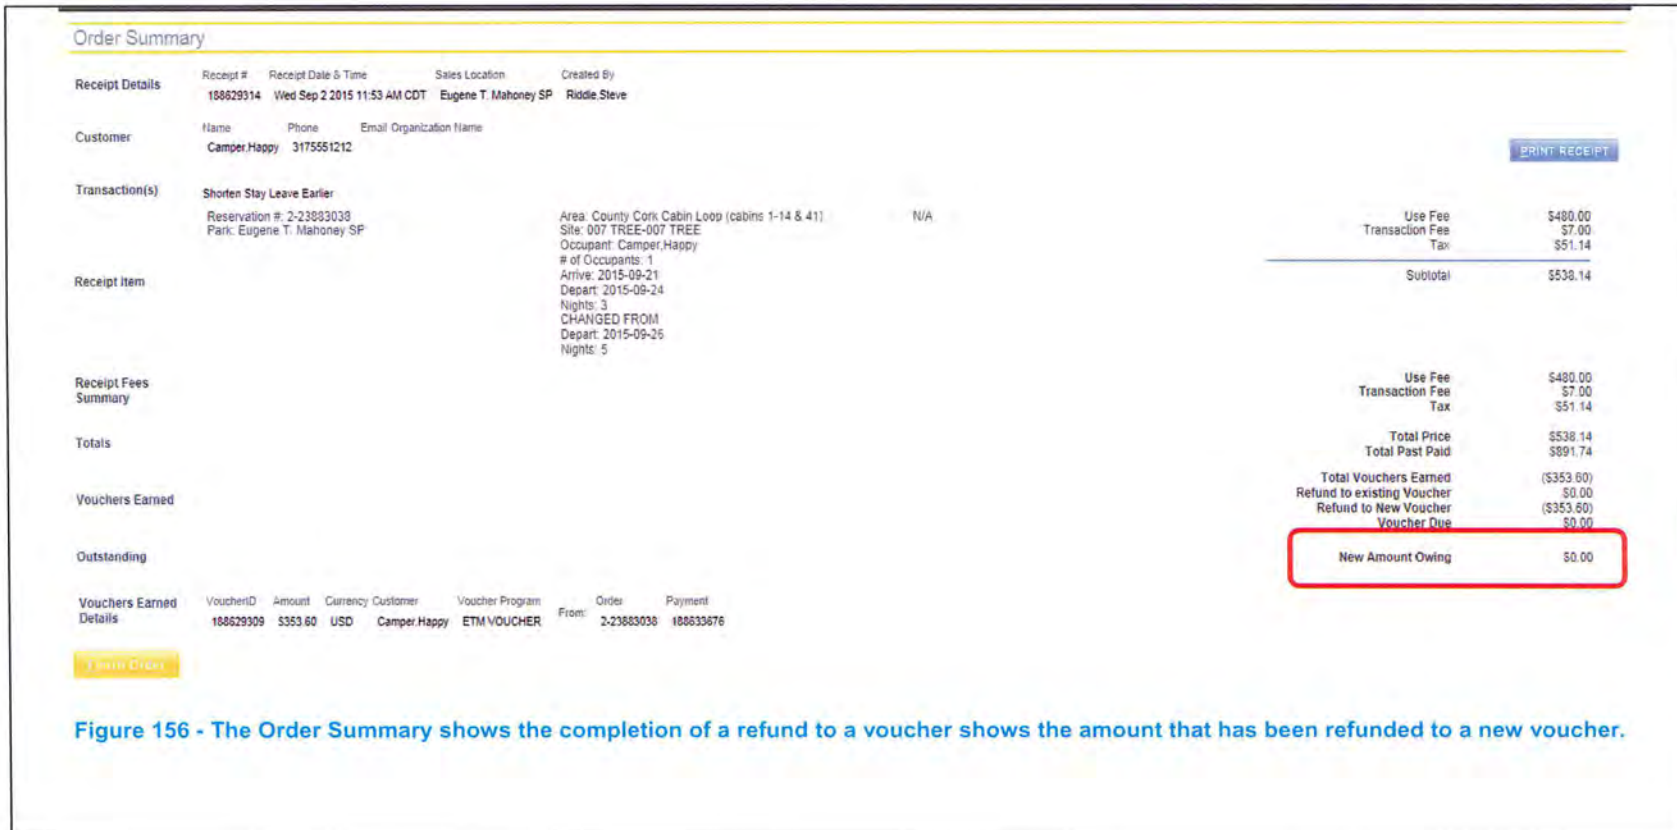 Order Summary
Receipt Details
Receipt # Receipt Date & Time Sales Location Created By
188629314 Wed Sep 2 2015 11:53 AM CDT Eugene T. Mahoney SP Riddle,Steve
Customer
Name Phone Email Organization Name
Camper,Happy 3175551212
PRINT RECEIPT
Transaction(s) Shorten Stay Leave Earlier
Receipt Item
Reservation #: 2-23883038
Park: Eugene T. Mahoney SP
Area: County Cork Cabin Loop (cabins 1-14 & 41)
Site: 007 TREE-007 TREE
Occupant: Camper,Happy
# of Occupants: 1
Arrive: 2015-09-21
Depart: 2015-09-24
Nights: 3
CHANGED FROM
Depart: 2015-09-26
Nights: 5
N/A
Use Fee $480.00
Transaction Fee $7.00
Tax $51.14
Subtotal $538.14
Receipt Fees
Summary
Use Fee $480.00
Transaction Fee $7.00
Tax $51.14
Totals
Total Price $538.14
Total Past Paid $891.74
Vouchers Earned
Total Vouchers Earned ($353.60)
Refund to existing Voucher $0.00
Refund to New Voucher ($353.60)
Voucher Due $0.00
Outstanding
New Amount Owing $0.00
Vouchers Earned
Details
VoucherID Amount Currency Customer Voucher Program From: Order Payment
188629309 $353.60 USD Camper,Happy ETM VOUCHER 2-23883038 188633676
Figure 156 - The Order Summary shows the completion of a refund to a voucher shows the amount that has been refunded to a new voucher.